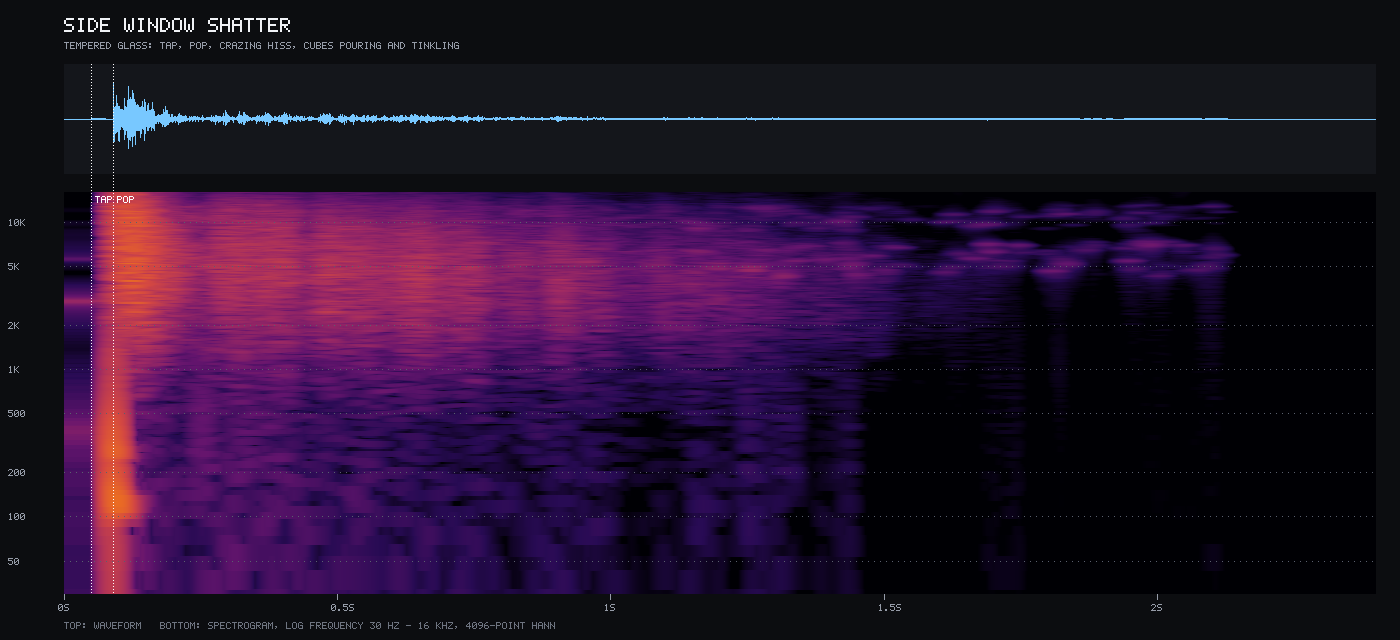 SIDE WINDOW SHATTER
TEMPERED GLASS: TAP, POP, CRAZING HISS, CUBES POURING AND TINKLING
TAP POP
10K
5K
2K
1K
500
200
100
50
0S 0.5S 1S 1.5S 2S
TOP: WAVEFORM BOTTOM: SPECTROGRAM, LOG FREQUENCY 30 HZ - 16 KHZ, 4096-POINT HANN